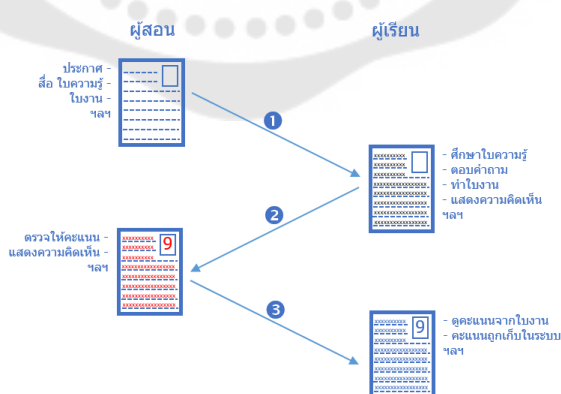 ผู้สอน
ผู้เรียน
ประกาศ -
สื่อ ใบความรู้ -
ใบงาน -
ฯลฯ
1
- ศึกษาใบความรู้
- ตอบคำถาม
- ทำใบงาน
- แสดงความคิดเห็น
ฯลฯ
2
ตรวจให้คะแนน -
แสดงความคิดเห็น -
ฯลฯ
9
3
9
- ดูคะแนนจากใบงาน
- คะแนนถูกเก็บในระบบ
ฯลฯ